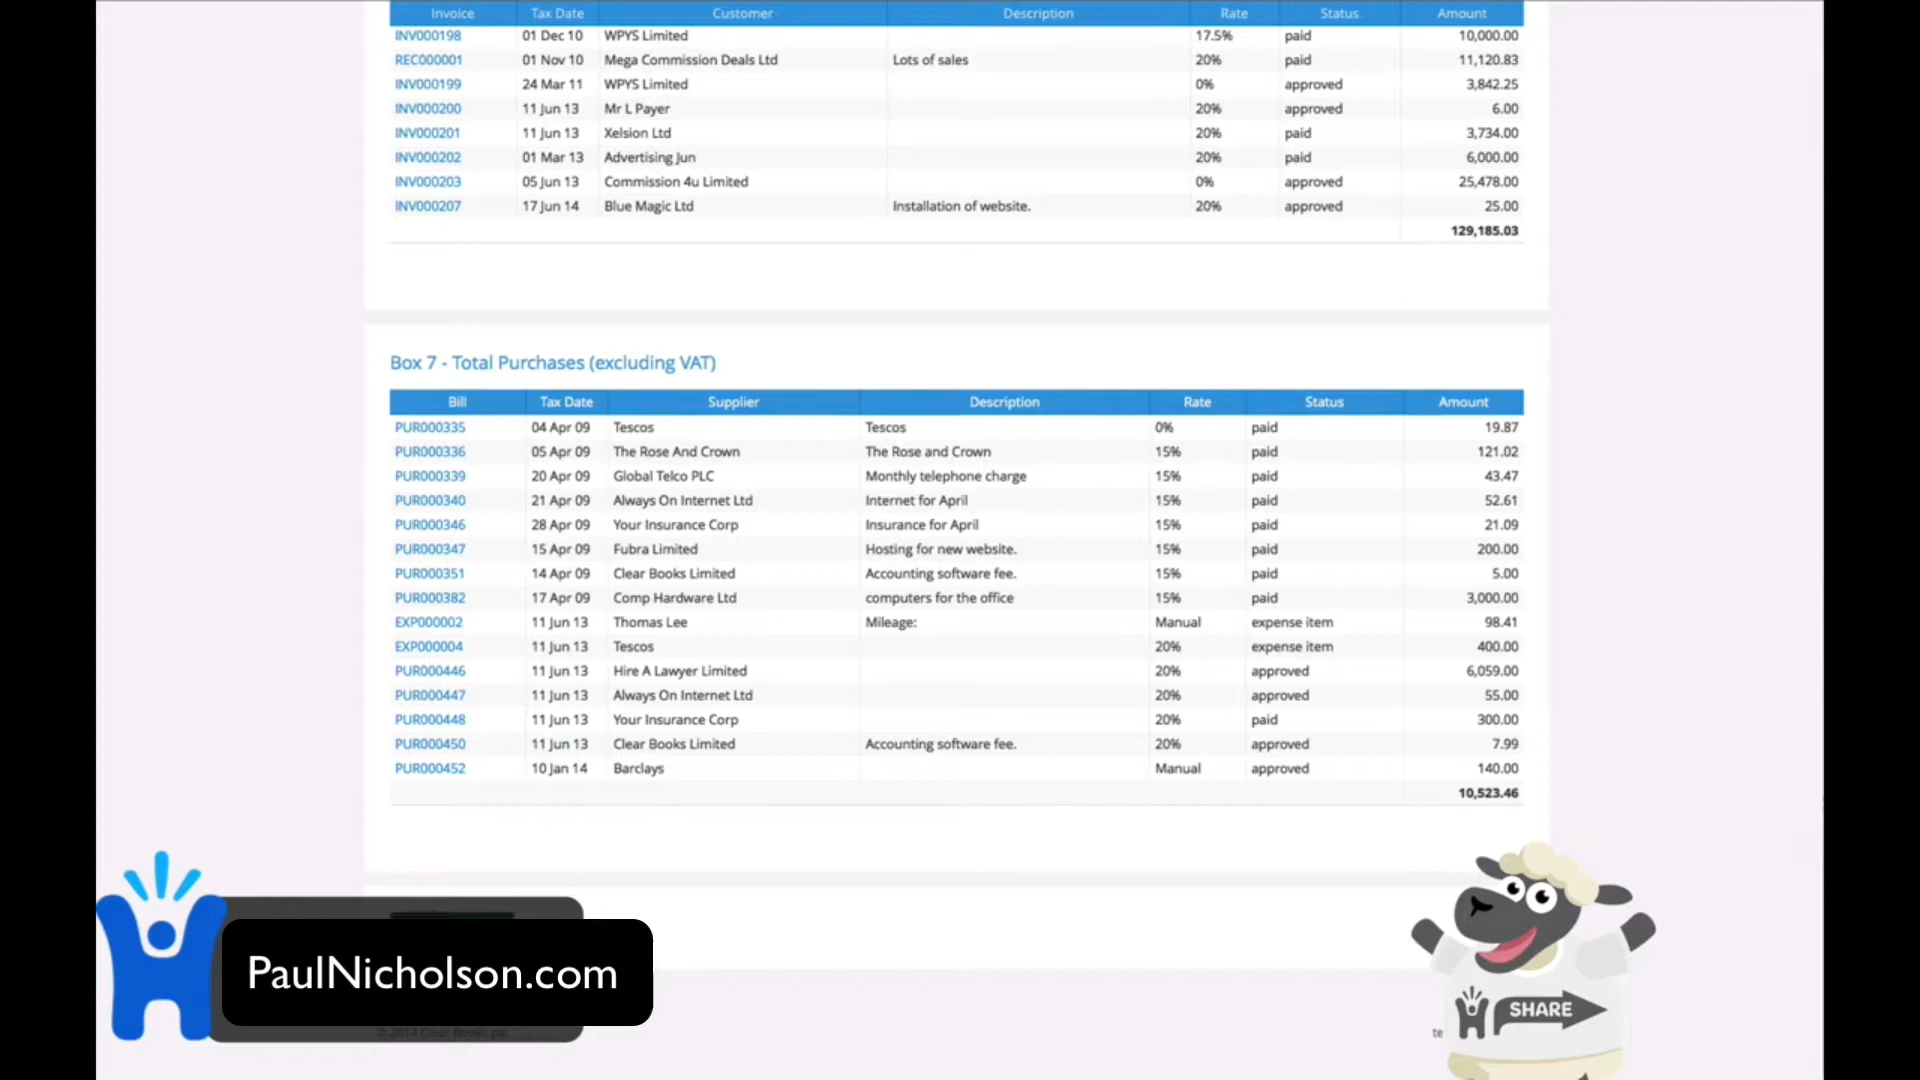 Invoice Tax Date Customer Description Rate Status Amount
INV000198 01 Dec 10 WPYS Limited 17.5% paid 10,000.00
REC000001 01 Nov 10 Mega Commission Deals Ltd Lots of sales 20% paid 11,120.83
INV000199 24 Mar 11 WPYS Limited 0% approved 3,842.25
INV000200 11 Jun 13 Mr L Payer 20% approved 6.00
INV000201 11 Jun 13 Xelsion Ltd 20% paid 3,734.00
INV000202 01 Mar 13 Advertising Jun 20% paid 6,000.00
INV000203 05 Jun 13 Commission 4u Limited 0% approved 25,478.00
INV000207 17 Jun 14 Blue Magic Ltd Installation of website. 20% approved 25.00
129,185.03
Box 7 - Total Purchases (excluding VAT)
Bill Tax Date Supplier Description Rate Status Amount
PUR000335 04 Apr 09 Tescos Tescos 0% paid 19.87
PUR000336 05 Apr 09 The Rose And Crown The Rose and Crown 15% paid 121.02
PUR000339 20 Apr 09 Global Telco PLC Monthly telephone charge 15% paid 43.47
PUR000340 21 Apr 09 Always On Internet Ltd Internet for April 15% paid 52.61
PUR000346 28 Apr 09 Your Insurance Corp Insurance for April 15% paid 21.09
PUR000347 15 Apr 09 Fubra Limited Hosting for new website. 15% paid 200.00
PUR000351 14 Apr 09 Clear Books Limited Accounting software fee. 15% paid 5.00
PUR000382 17 Apr 09 Comp Hardware Ltd computers for the office 15% paid 3,000.00
EXP000002 11 Jun 13 Thomas Lee Mileage: Manual expense item 98.41
EXP000004 11 Jun 13 Tescos 20% expense item 400.00
PUR000446 11 Jun 13 Hire A Lawyer Limited 20% approved 6,059.00
PUR000447 11 Jun 13 Always On Internet Ltd 20% approved 55.00
PUR000448 11 Jun 13 Your Insurance Corp 20% paid 300.00
PUR000450 11 Jun 13 Clear Books Limited Accounting software fee. 20% approved 7.99
PUR000452 10 Jan 14 Barclays Manual approved 140.00
10,523.46
PaulNicholson.com
SHARE
© 2014 Clear Books plc